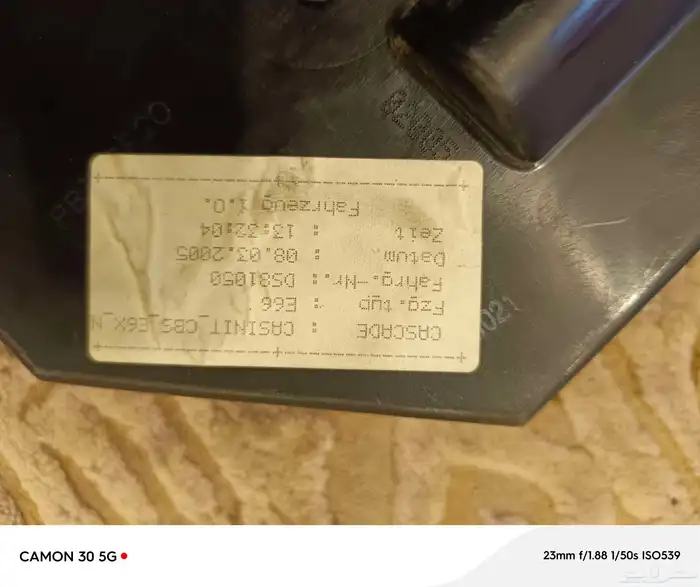 CASCADE : CASINIT_CBS_E6X_N
Fzg.typ : E66
Fahrg.-Nr.: DS81050
Datum. : 08.03.2005
Zeit : 13:32:04
Fahrzeug i.O.
CAMON 30 5G
23mm f/1.88 1/50s ISO539